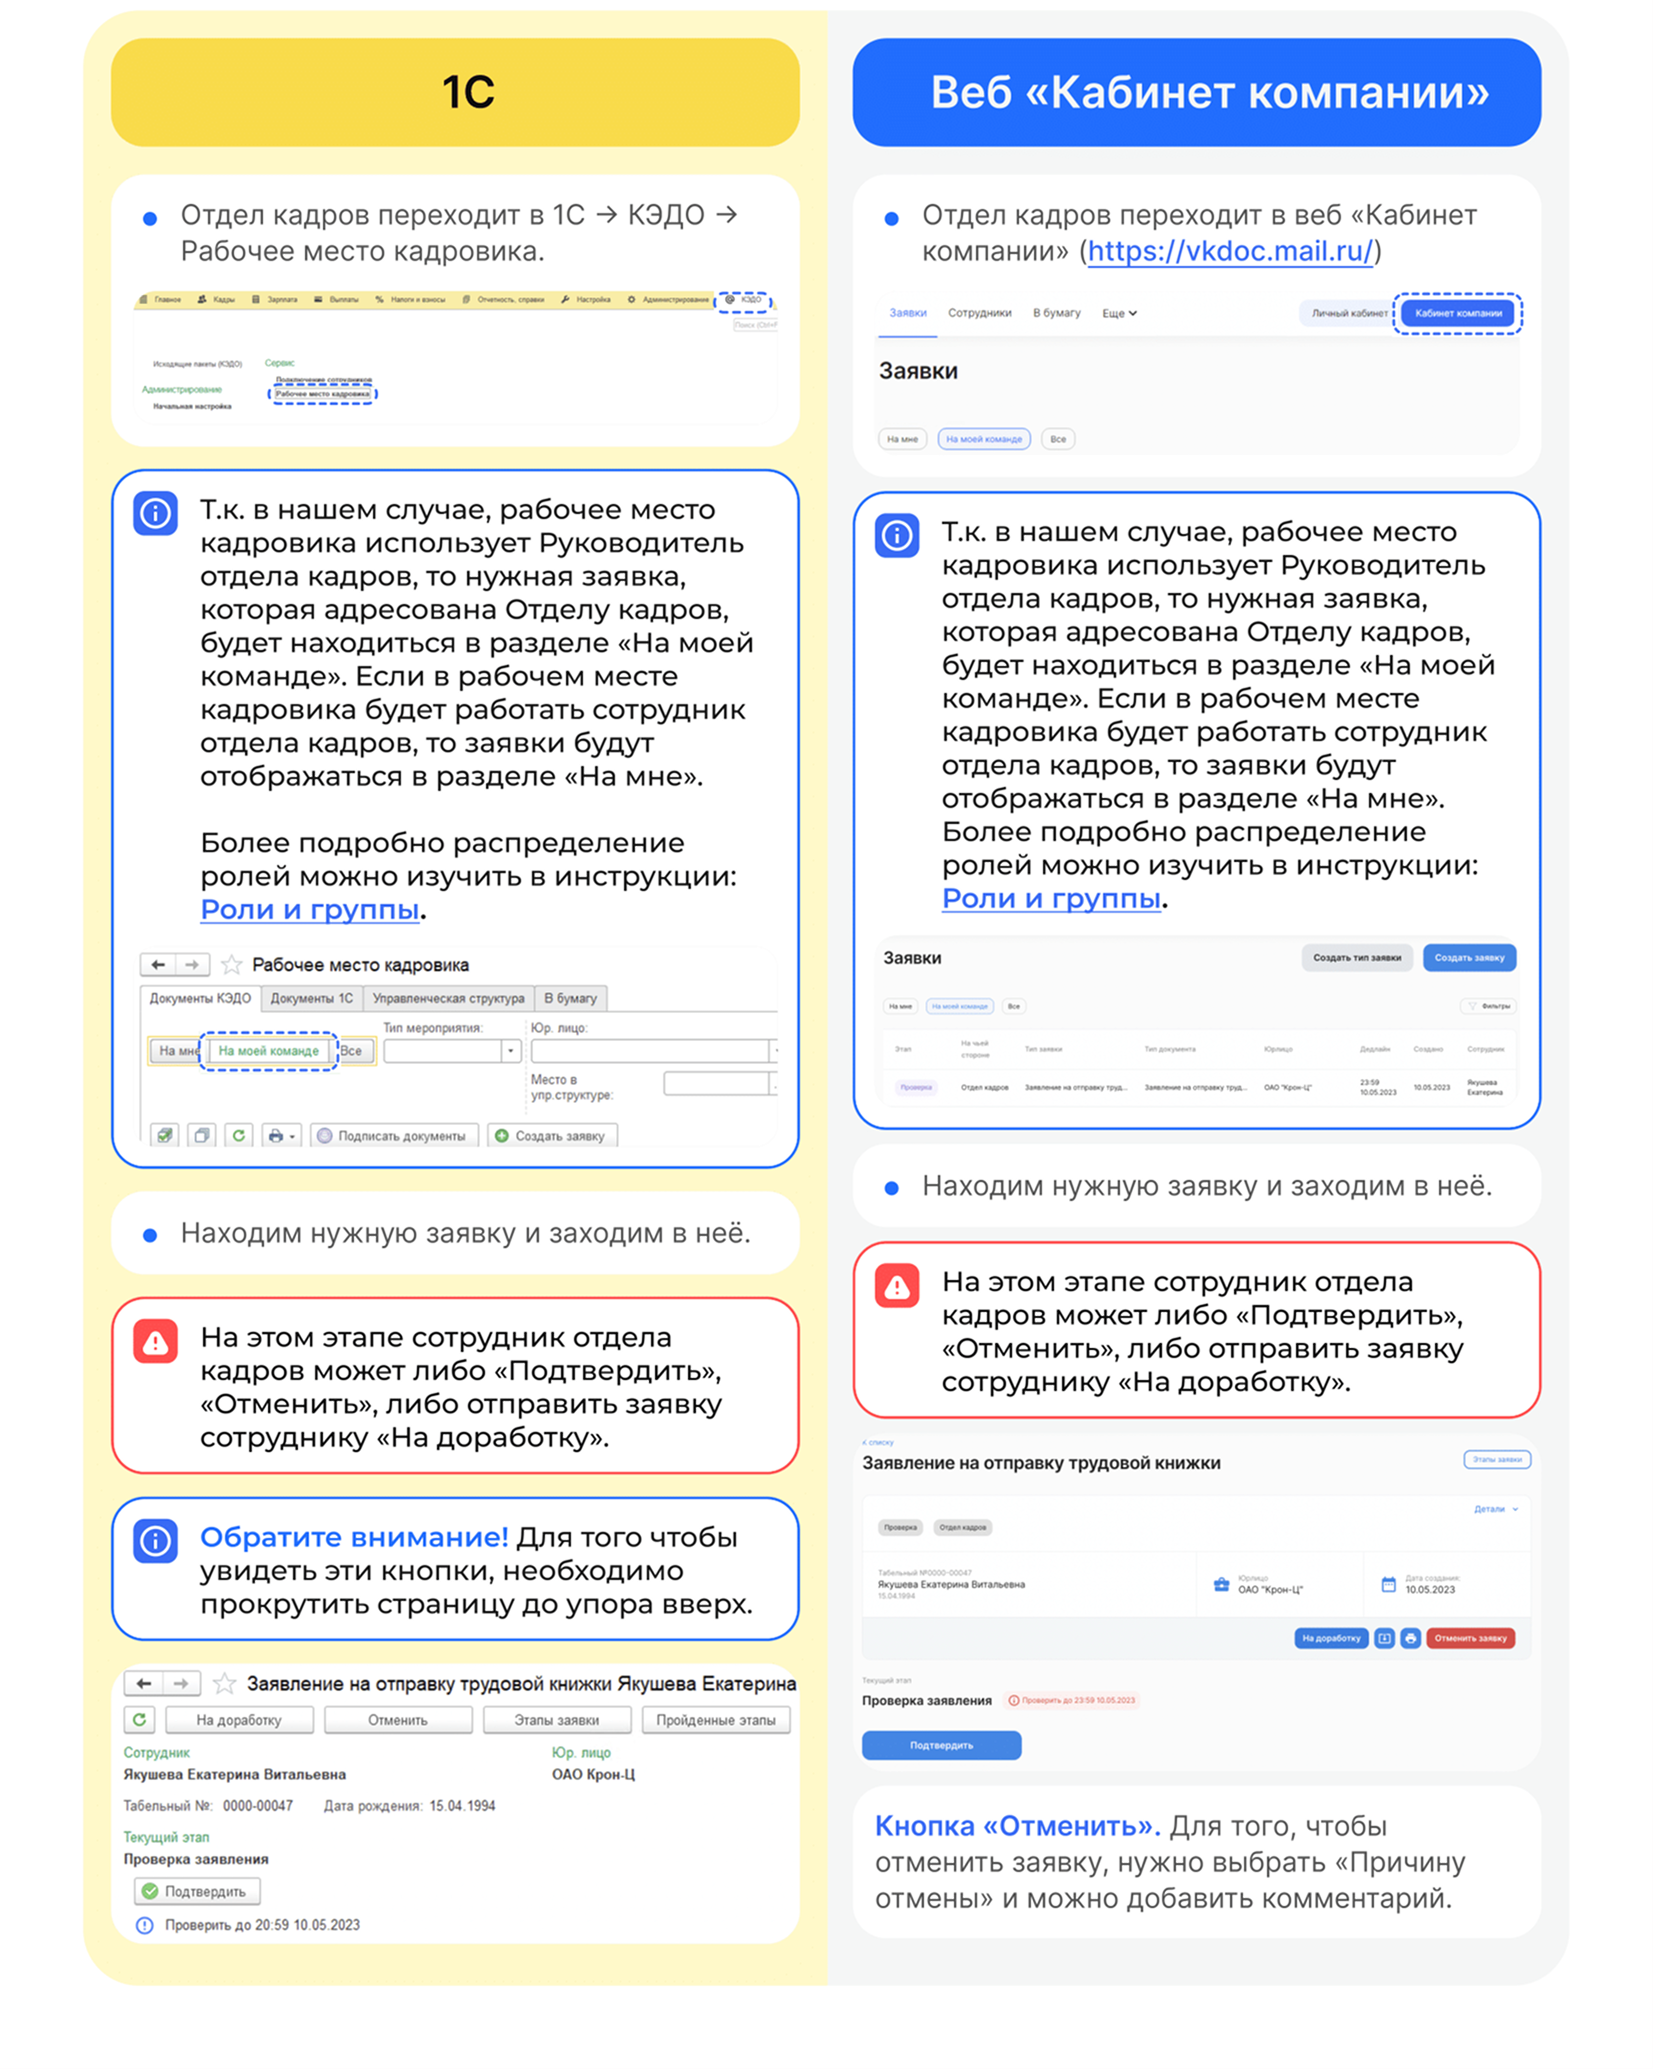 1С
Отдел кадров переходит в 1С → КЭДО →
Рабочее место кадровика.
Главное Кадры Зарплата Выплаты Налоги и взносы Отчетность, справки Настройка Администрирование КЭДО
Поиск (Ctrl+F
Исходящие пакеты (КЭДО) Сервис
Подключение сотрудников
Администрирование
Рабочее место кадровика
Начальная настройка
Т.к. в нашем случае, рабочее место
кадровика использует Руководитель
отдела кадров, то нужная заявка,
которая адресована Отделу кадров,
будет находиться в разделе «На моей
команде». Если в рабочем месте
кадровика будет работать сотрудник
отдела кадров, то заявки будут
отображаться в разделе «На мне».
Более подробно распределение
ролей можно изучить в инструкции:
Роли и группы.
Рабочее место кадровика
Документы КЭДО Документы 1С Управленческая структура В бумагу
Тип мероприятия: Юр. лицо:
На мне На моей команде Все
Место в
упр.структуре:
Подписать документы Создать заявку
Находим нужную заявку и заходим в неё.
На этом этапе сотрудник отдела
кадров может либо «Подтвердить»,
«Отменить», либо отправить заявку
сотруднику «На доработку».
Обратите внимание! Для того чтобы
увидеть эти кнопки, необходимо
прокрутить страницу до упора вверх.
Заявление на отправку трудовой книжки Якушева Екатерина
На доработку Отменить Этапы заявки Пройденные этапы
Сотрудник Юр. лицо
Якушева Екатерина Витальевна ОАО Крон-Ц
Табельный №: 0000-00047 Дата рождения: 15.04.1994
Текущий этап
Проверка заявления
Подтвердить
Проверить до 20:59 10.05.2023
Веб «Кабинет компании»
Отдел кадров переходит в веб «Кабинет
компании» (https://vkdoc.mail.ru/)
Заявки Сотрудники В бумагу Еще Личный кабинет Кабинет компании
Заявки
На мне На моей команде Все
Т.к. в нашем случае, рабочее место
кадровика использует Руководитель
отдела кадров, то нужная заявка,
которая адресована Отделу кадров,
будет находиться в разделе «На моей
команде». Если в рабочем месте
кадровика будет работать сотрудник
отдела кадров, то заявки будут
отображаться в разделе «На мне».
Более подробно распределение
ролей можно изучить в инструкции:
Роли и группы.
Заявки Создать тип заявки Создать заявку
На мне На моей команде Все Фильтры
Этап На чьей стороне Тип заявки Тип документа Юрлицо Дедлайн Создано Сотрудник
Проверка Отдел кадров Заявление на отправку труд... Заявление на отправку труд... ОАО "Крон-Ц" 23:59 10.05.2023 10.05.2023 Якушева Екатерина
Находим нужную заявку и заходим в неё.
На этом этапе сотрудник отдела
кадров может либо «Подтвердить»,
«Отменить», либо отправить заявку
сотруднику «На доработку».
К списку
Заявление на отправку трудовой книжки Этапы заявки
Детали
Проверка Отдел кадров
Табельный №0000-00047 Юрлицо Дата создания:
Якушева Екатерина Витальевна ОАО "Крон-Ц" 10.05.2023
15.04.1994
На доработку Отменить заявку
Текущий этап
Проверка заявления Проверить до 23:59 10.05.2023
Подтвердить
Кнопка «Отменить». Для того, чтобы
отменить заявку, нужно выбрать «Причину
отмены» и можно добавить комментарий.